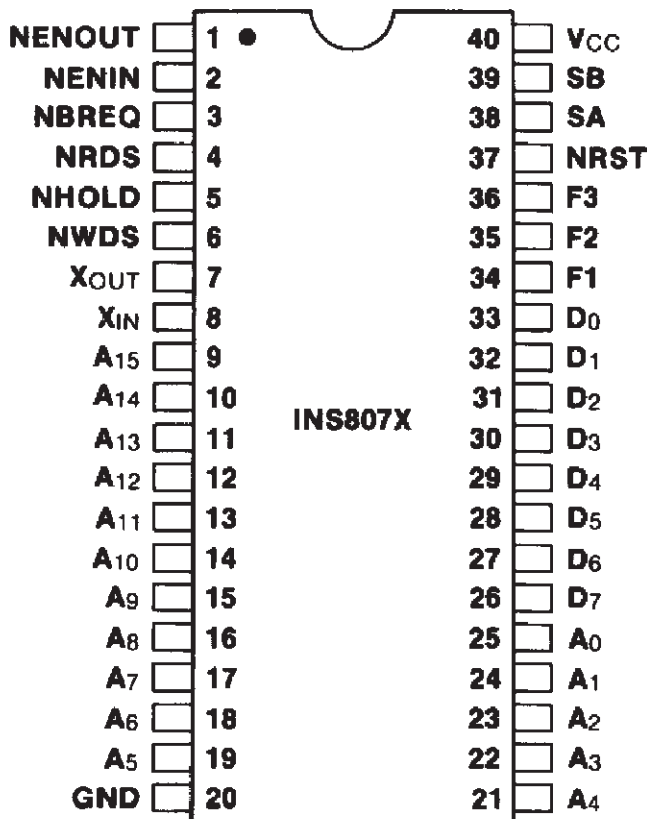 NENOUT 1 40 VCC
NENIN 2 39 SB
NBREQ 3 38 SA
NRDS 4 37 NRST
NHOLD 5 36 F3
NWDS 6 35 F2
XOUT 7 34 F1
XIN 8 33 D0
A15 9 32 D1
A14 10 31 D2
INS807X
A13 11 30 D3
A12 12 29 D4
A11 13 28 D5
A10 14 27 D6
A9 15 26 D7
A8 16 25 A0
A7 17 24 A1
A6 18 23 A2
A5 19 22 A3
GND 20 21 A4